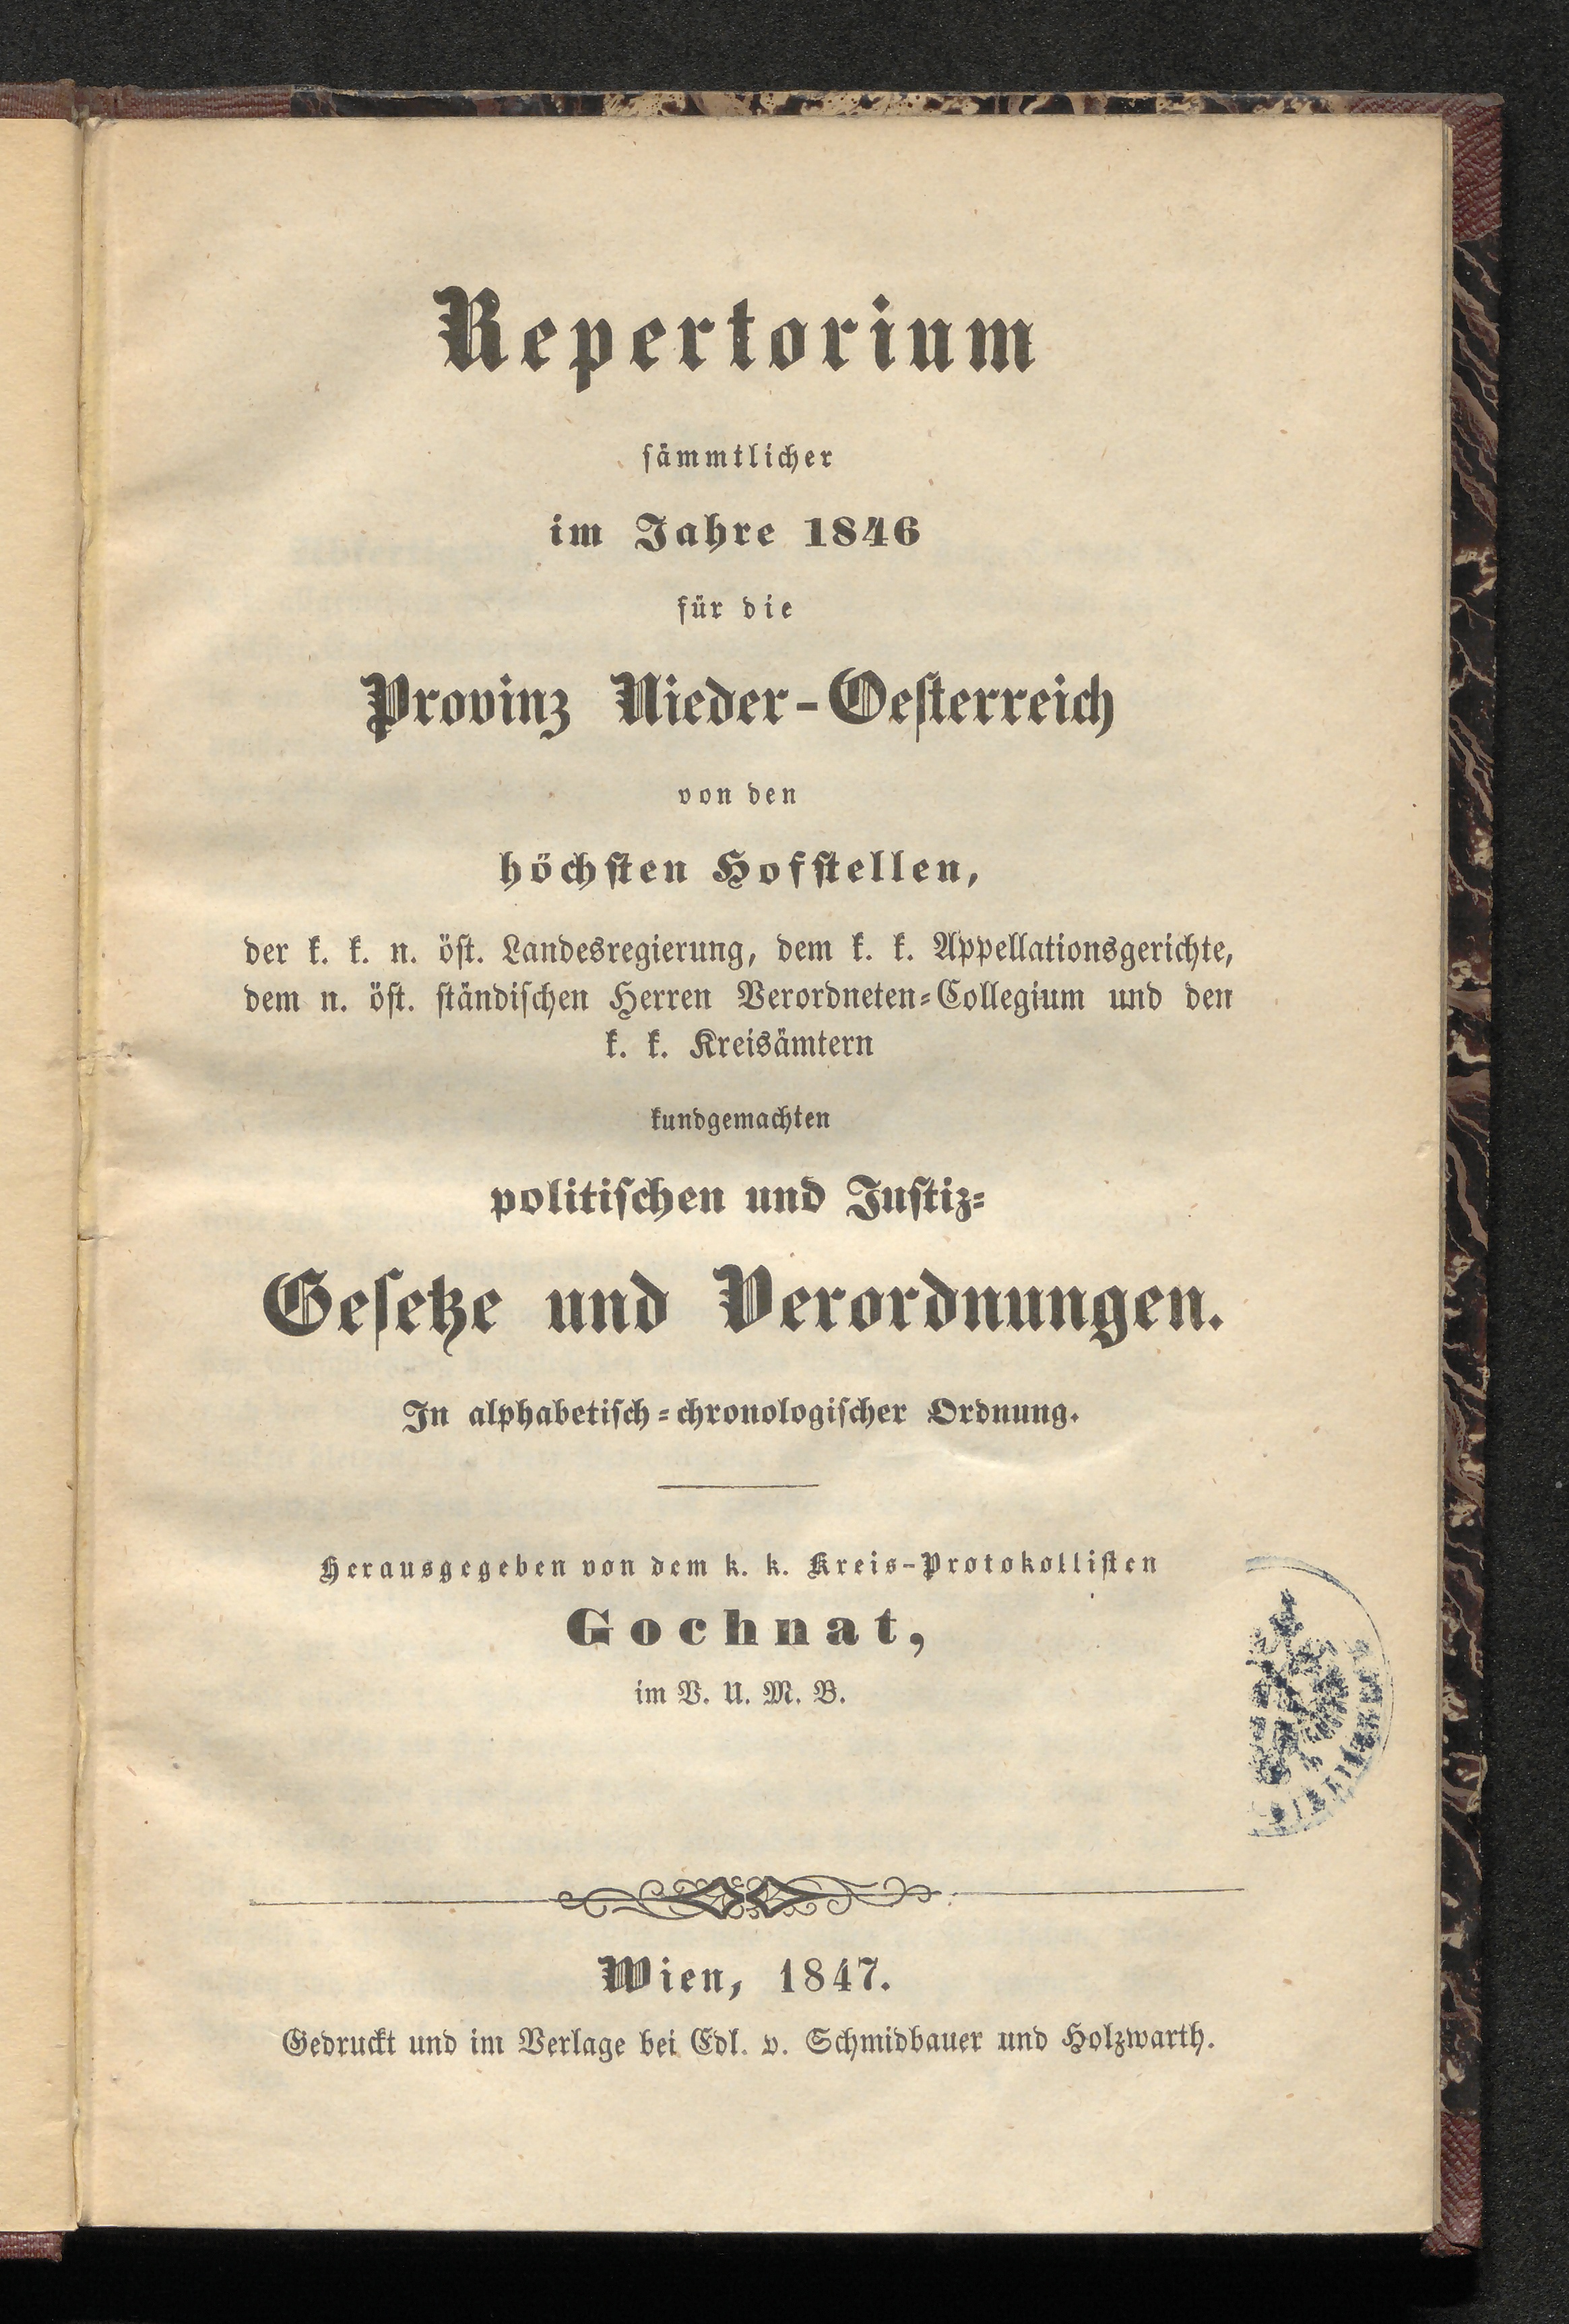 Repertorium
sämmtlicher
im Jahre 1846
für die
Provinz Nieder-Oesterreich
von den
höchsten Hofstellen,
der k. k. n. öst. Landesregierung, dem k. k. Appellationsgerichte,
dem n. öst. ständischen Herren Verordneten-Collegium und den
k. k. Kreisämtern
kundgemachten
politischen und Justiz-
Gesetze und Verordnungen.
In alphabetisch-chronologischer Ordnung.
Herausgegeben von dem k. k. Kreis-Protokollisten
Gochnat,
im V. U. M. B.
Wien, 1847.
Gedruckt und im Verlage bei Edl. v. Schmidbauer und Holzwarth.